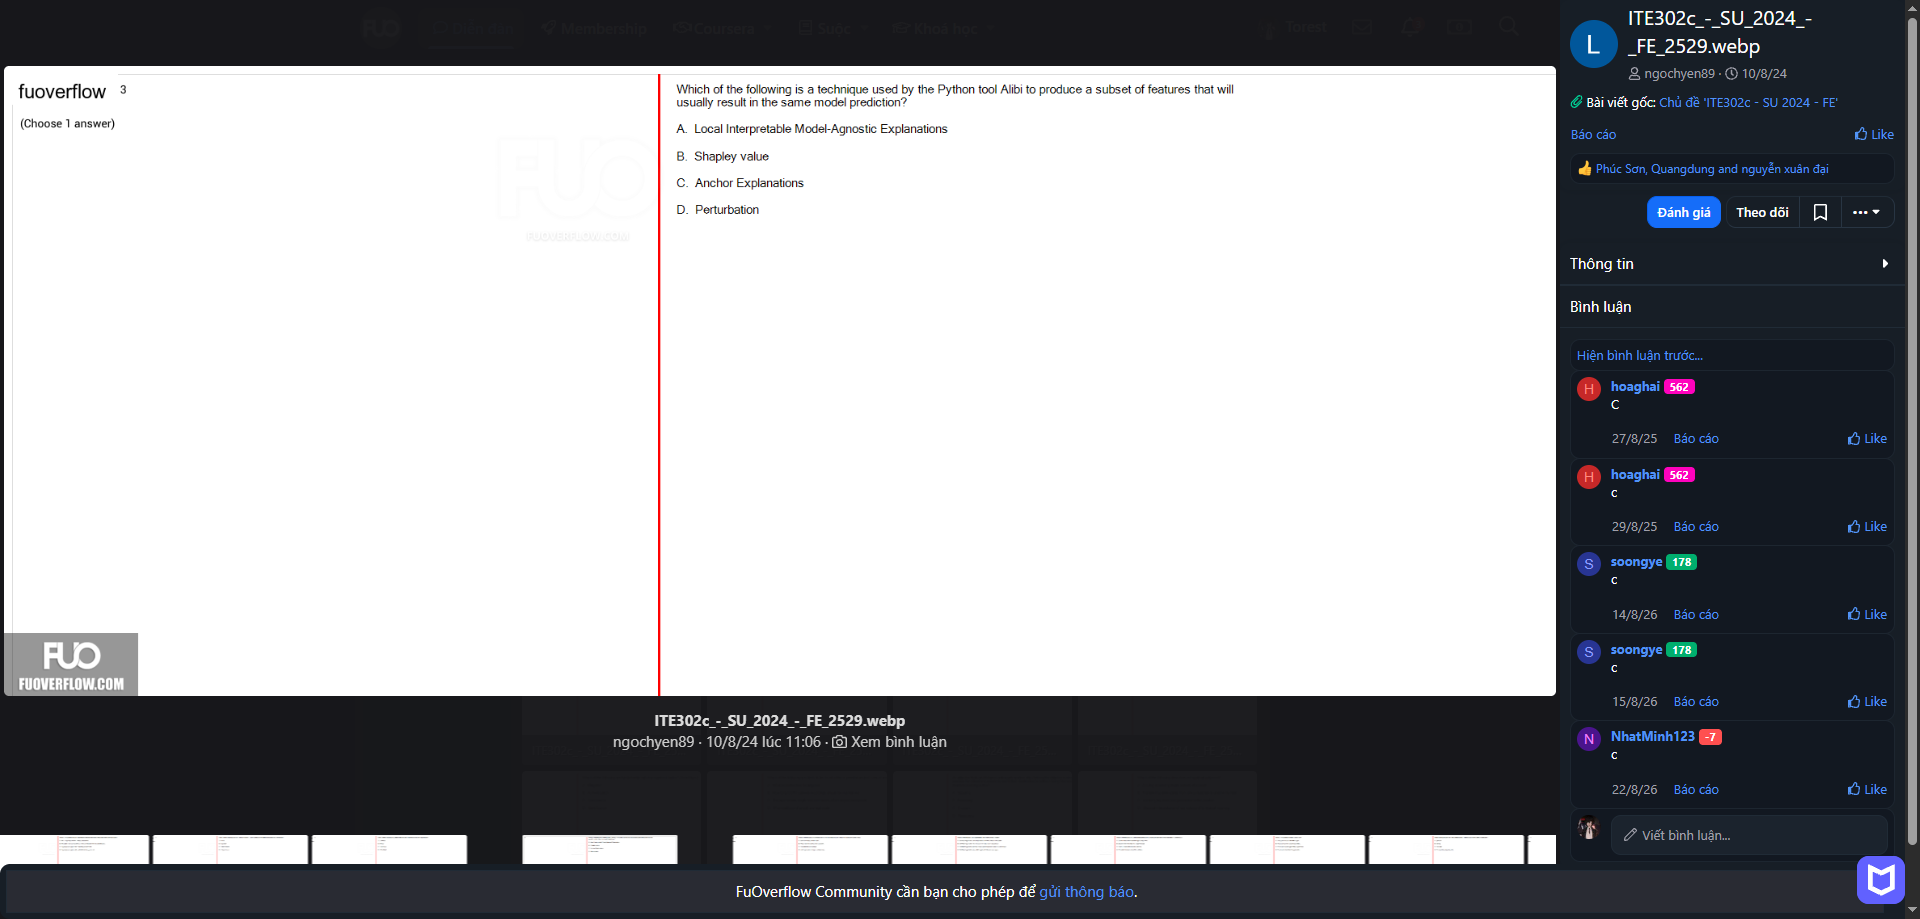 Membership
Coursera
Torest
fuoverflow
3
(Choose 1 answer)
FUOVERFLOW.COM
Which of the following is a technique used by the Python tool Alibi to produce a subset of features that will
usually result in the same model prediction?
A. Local Interpretable Model-Agnostic Explanations
B. Shapley value
C. Anchor Explanations
D. Perturbation
FUO
FUOVERFLOW.COM
ITE302c_-_SU_2024_-_FE_2529.webp
ngochyen89 · 10/8/24 lúc 11:06 · Xem bình luận
L
ITE302c_-_SU_2024_-
_FE_2529.webp
ngochyen89 · 10/8/24
Bài viết gốc: Chủ đề 'ITE302c - SU 2024 - FE'
Báo cáo
Like
Phúc Sơn, Quangdung and nguyễn xuân đại
Đánh giá
Theo dõi
Thông tin
Bình luận
Hiện bình luận trước...
H
hoaghai 562
C
27/8/25 Báo cáo Like
H
hoaghai 562
c
29/8/25 Báo cáo Like
S
soongye 178
c
14/8/26 Báo cáo Like
S
soongye 178
c
15/8/26 Báo cáo Like
N
NhatMinh123 -7
c
22/8/26 Báo cáo Like
Viết bình luận...
FuOverflow Community cần bạn cho phép để gửi thông báo.